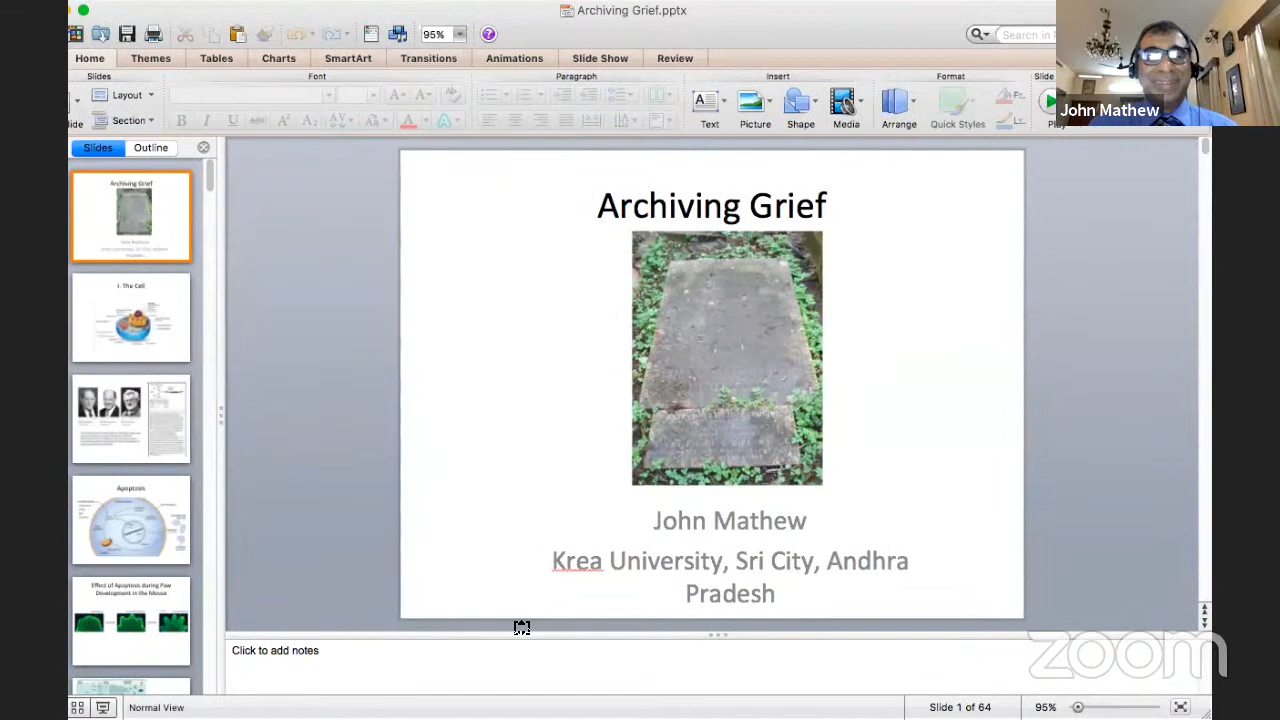 Archiving Grief.pptx
95%
Search in
Home
Themes
Tables
Charts
SmartArt
Transitions
Animations
Slide Show
Review
Slides
Font
Paragraph
Insert
Format
Slide
Layout
Section
Text
Picture
Shape
Media
Arrange
Quick Styles
John Mathew
Slides
Outline
Archiving Grief
John Mathew
Krea University, Sri City, Andhra
Pradesh
Archiving Grief
I. The Cell
Apoptosis
Effect of Apoptosis during Paw
Development in the Mouse
Click to add notes
zoom
Normal View
Slide 1 of 64
95%